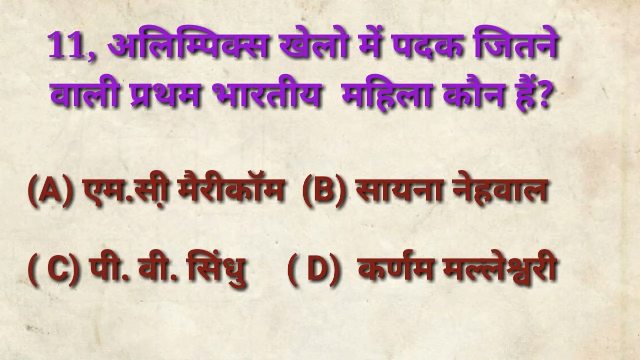 11, अलिम्पिक्स खेलो में पदक जितने
वाली प्रथम भारतीय महिला कौन हैं?
(A) एम.सी़ मैरीकॉम (B) सायना नेहवाल
( C) पी. वी. सिंधु ( D) कर्णम मल्लेश्वरी